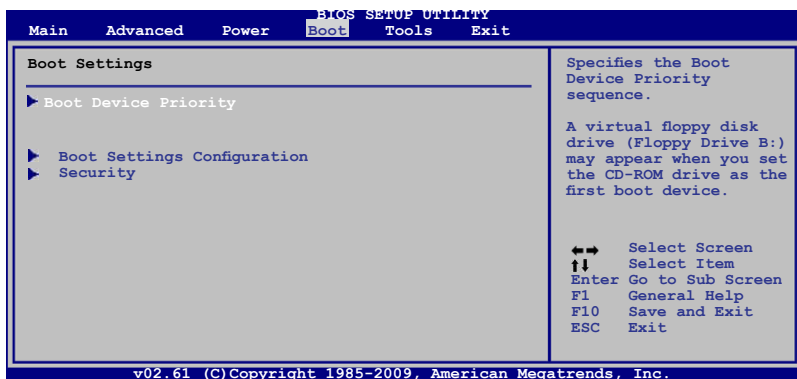 BIOS SETUP UTILITY
Main Advanced Power Boot Tools Exit
Boot Settings
Boot Device Priority
Boot Settings Configuration
Security
Specifies the Boot
Device Priority
sequence.
A virtual floppy disk
drive (Floppy Drive B:)
may appear when you set
the CD-ROM drive as the
first boot device.
←→ Select Screen
↑↓ Select Item
Enter Go to Sub Screen
F1 General Help
F10 Save and Exit
ESC Exit
v02.61 (C)Copyright 1985-2009, American Megatrends, Inc.